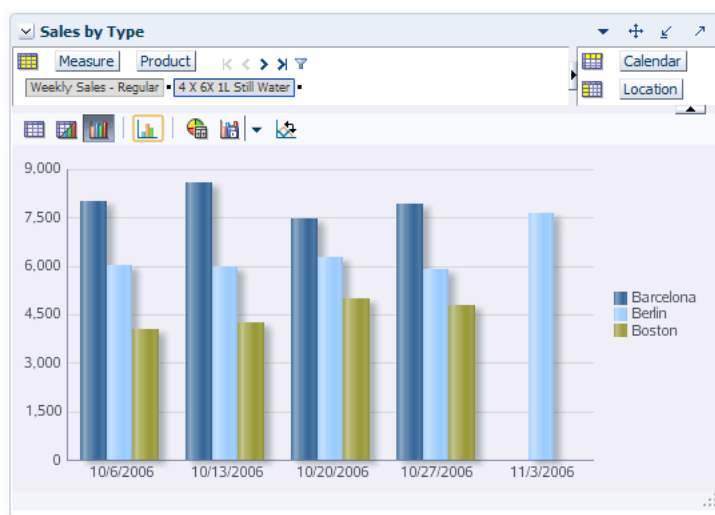 Sales by Type
Measure Product
Calendar
Weekly Sales - Regular 4 X 6X 1L Still Water
Location
9,000
7,500
6,000
4,500
3,000
1,500
0
Barcelona
Berlin
Boston
10/6/2006 10/13/2006 10/20/2006 10/27/2006 11/3/2006